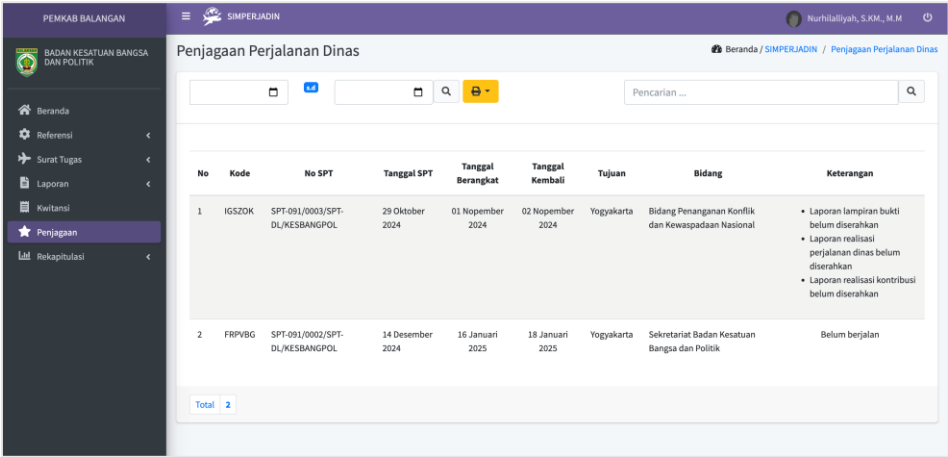 PEMKAB BALANGAN
SIMPERJADIN
Nurhilalliyah, S.KM., M.M
BADAN KESATUAN BANGSA
DAN POLITIK
Beranda
Referensi
Surat Tugas
Laporan
Kwitansi
Penjagaan
Rekapitulasi
Penjagaan Perjalanan Dinas
Beranda / SIMPERJADIN / Penjagaan Perjalanan Dinas
s.d
Pencarian ...
No Kode No SPT Tanggal SPT Tanggal Berangkat Tanggal Kembali Tujuan Bidang Keterangan
1 IGSZOK SPT-091/0003/SPT- 29 Oktober 01 Nopember 02 Nopember Yogyakarta Bidang Penanganan Konflik • Laporan lampiran bukti
DL/KESBANGPOL 2024 2024 2024 dan Kewaspadaan Nasional belum diserahkan
• Laporan realisasi
perjalanan dinas belum
diserahkan
• Laporan realisasi kontribusi
belum diserahkan
2 FRPVBG SPT-091/0002/SPT- 14 Desember 16 Januari 18 Januari Yogyakarta Sekretariat Badan Kesatuan Belum berjalan
DL/KESBANGPOL 2024 2025 2025 Bangsa dan Politik
Total 2